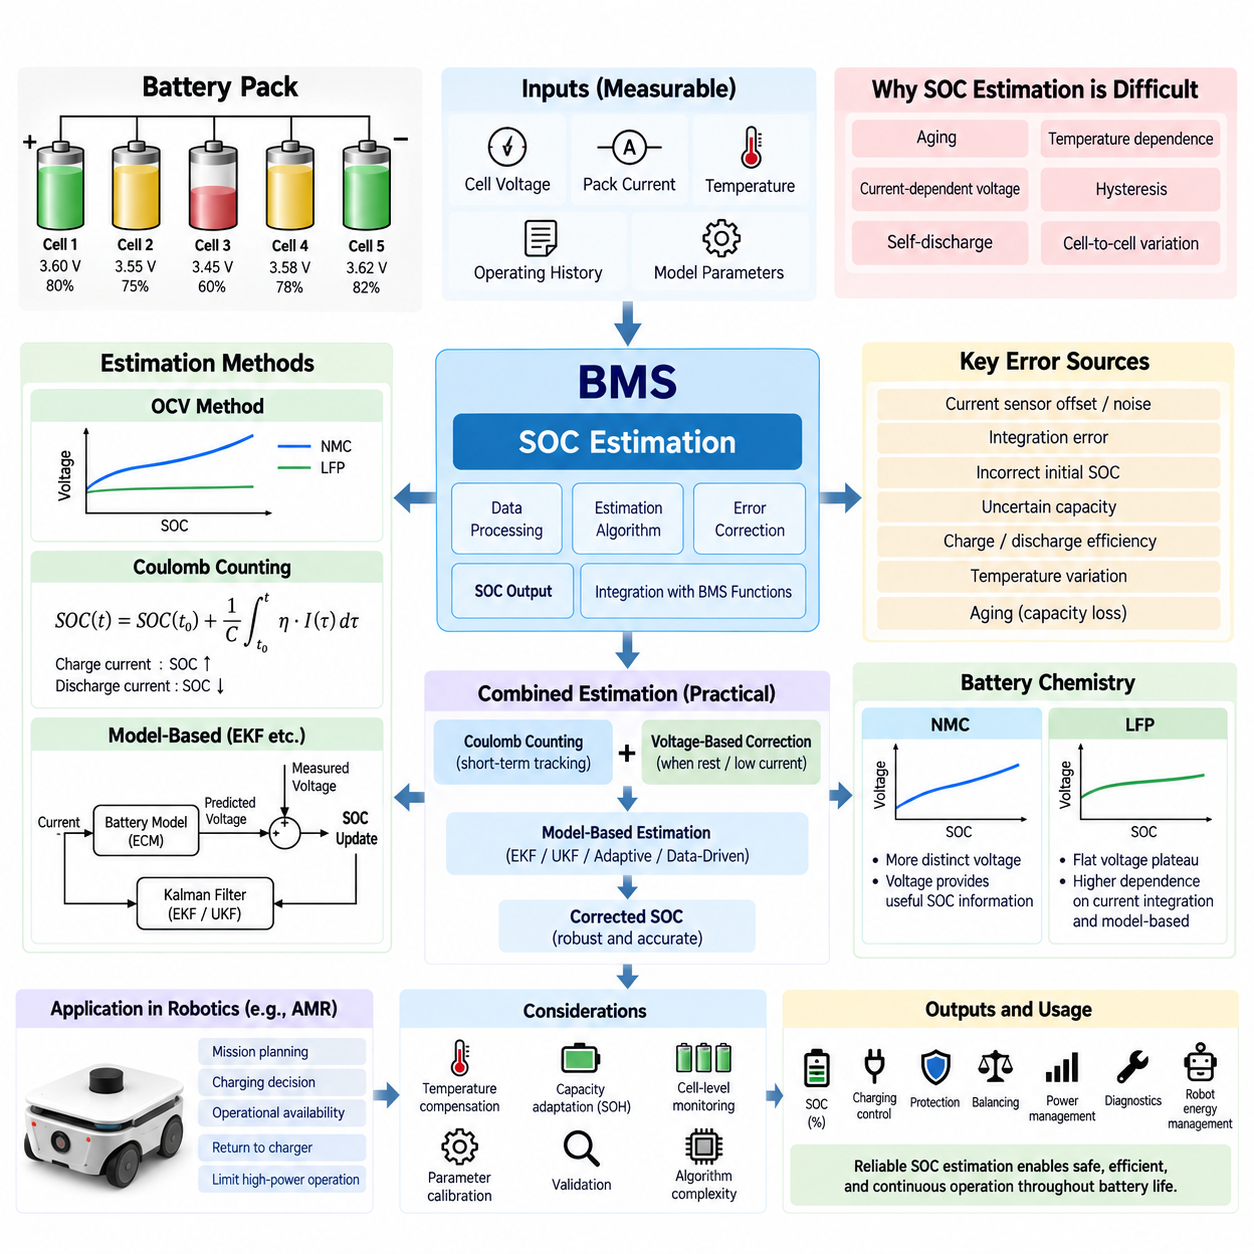 Battery Pack
+
−
Cell 1
3.60 V
80%
Cell 2
3.55 V
75%
Cell 3
3.45 V
60%
Cell 4
3.58 V
78%
Cell 5
3.62 V
82%
Inputs (Measurable)
Cell Voltage
A
Pack Current
Temperature
Operating History
Model Parameters
Why SOC Estimation is Difficult
Aging
Temperature dependence
Current-dependent voltage
Hysteresis
Self-discharge
Cell-to-cell variation
Estimation Methods
OCV Method
Voltage
SOC
NMC
LFP
Coulomb Counting
SOC(t) = SOC(t₀) + 1/C ∫ₜ₀ᵗ η · I(τ) dτ
Charge current : SOC ↑
Discharge current : SOC ↓
Model-Based (EKF etc.)
Measured
Voltage
Current
-
Battery Model
(ECM)
Predicted
Voltage
+
+
SOC
Update
Kalman Filter
(EKF / UKF)
BMS
SOC Estimation
Data
Processing
Estimation
Algorithm
Error
Correction
SOC Output
Integration with BMS Functions
Key Error Sources
Current sensor offset / noise
Integration error
Incorrect initial SOC
Uncertain capacity
Charge / discharge efficiency
Temperature variation
Aging (capacity loss)
Combined Estimation (Practical)
Coulomb Counting
(short-term tracking)
+
Voltage-Based Correction
(when rest / low current)
Model-Based Estimation
(EKF / UKF / Adaptive / Data-Driven)
Corrected SOC
(robust and accurate)
Battery Chemistry
NMC
Voltage
SOC
• More distinct voltage
• Voltage provides
useful SOC information
LFP
Voltage
SOC
• Flat voltage plateau
• Higher dependence
on current integration
and model-based
Application in Robotics (e.g., AMR)
Mission planning
Charging decision
Operational availability
Return to charger
Limit high-power operation
Considerations
Temperature
compensation
Capacity
adaptation (SOH)
Cell-level
monitoring
Parameter
calibration
Validation
Algorithm
complexity
Outputs and Usage
SOC
(%)
Charging
control
Protection
Balancing
Power
management
Diagnostics
Robot
energy
management
Reliable SOC estimation enables safe, efficient,
and continuous operation throughout battery life.